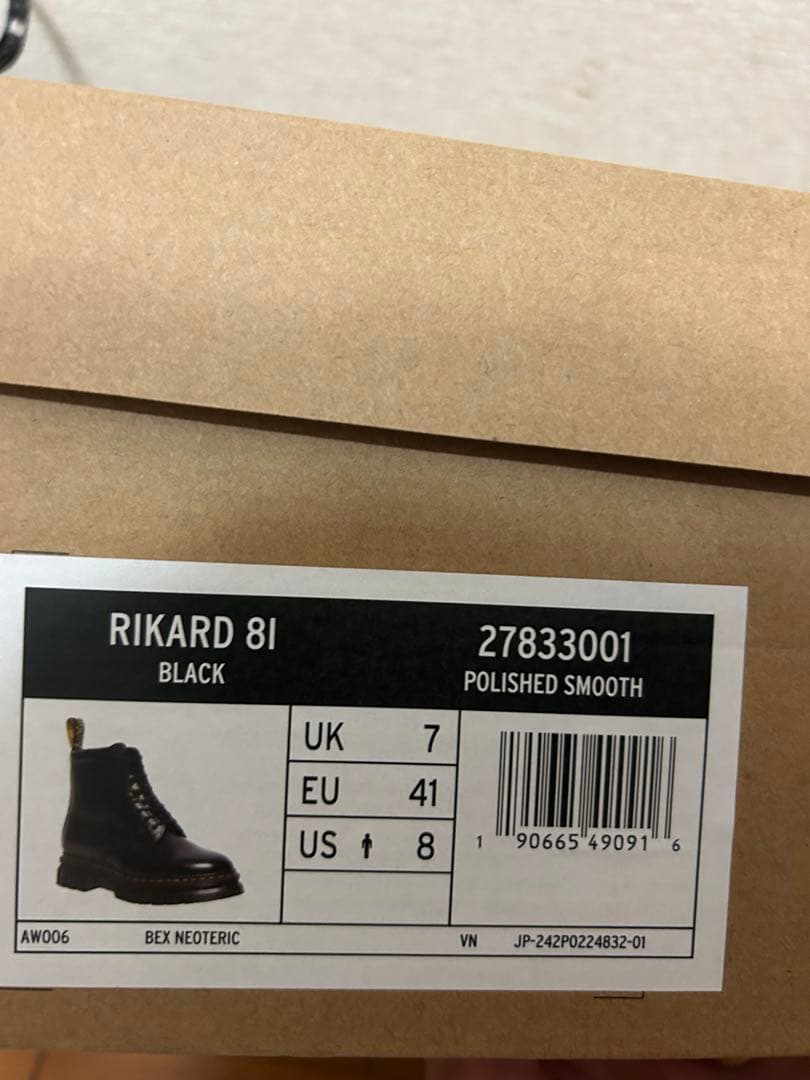 RIKARD 8I
BLACK
27833001
POLISHED SMOOTH
UK 7
EU 41
US 8
1 90665 49091 6
AW006 BEX NEOTERIC VN JP-242P0224832-01